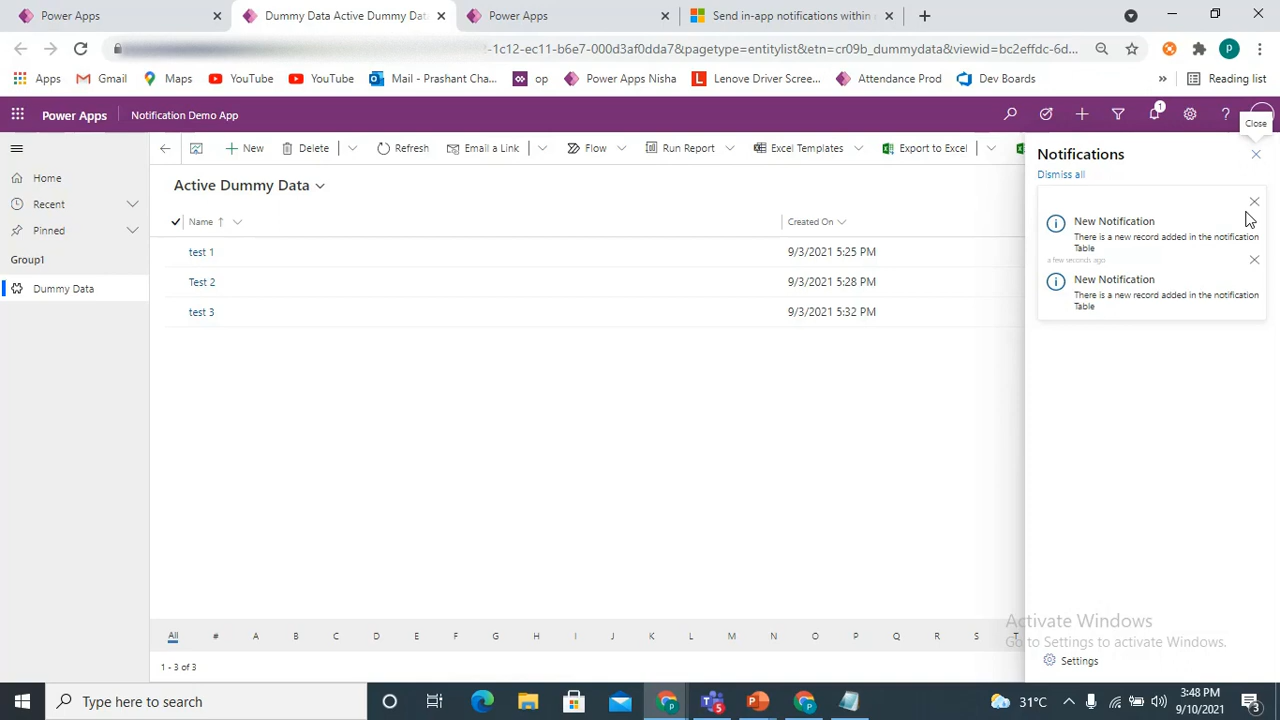 Power Apps
Dummy Data Active Dummy Dat
Power Apps
Send in-app notifications within
-1c12-ec11-b6e7-000d3af0dda7&pagetype=entitylist&etn=cr09b_dummydata&viewid=bc2effdc-6d...
P
Apps
Gmail
Maps
YouTube
YouTube
Mail - Prashant Cha...
op
Power Apps Nisha
Lenove Driver Scree...
Attendance Prod
Dev Boards
»
Reading list
Power Apps
Notification Demo App
1
Close
New
Delete
Refresh
Email a Link
Flow
Run Report
Excel Templates
Export to Excel
Home
Recent
Pinned
Group1
Dummy Data
Active Dummy Data
Name ↑
Created On
test 1
9/3/2021 5:25 PM
Test 2
9/3/2021 5:28 PM
test 3
9/3/2021 5:32 PM
Notifications
Dismiss all
New Notification
There is a new record added in the notification
Table
a few seconds ago
New Notification
There is a new record added in the notification
Table
All # A B C D E F G H I J K L M N O P Q R S T
1 - 3 of 3
Activate Windows
Go to Settings to activate Windows.
Settings
Type here to search
31°C
3:48 PM
9/10/2021
3